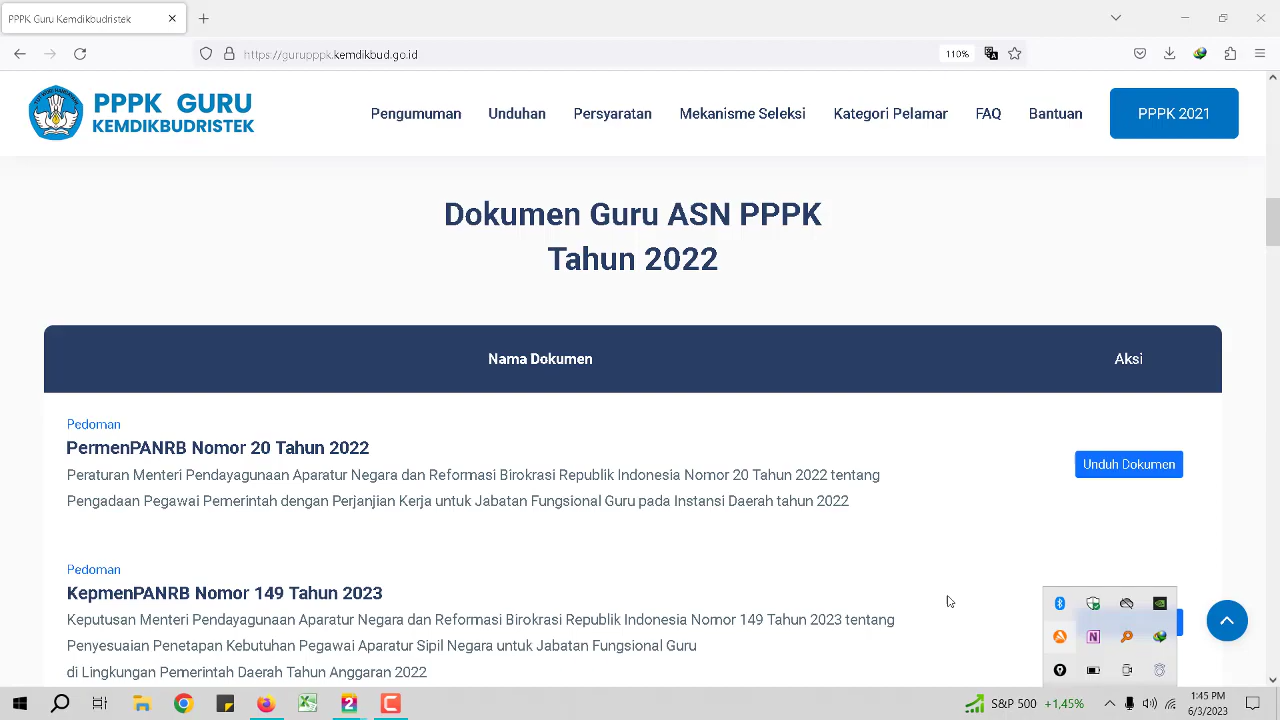 PPPK Guru Kemdikbudristek
https://gurupppk.kemdikbud.go.id
110%
PPPK GURU
KEMDIKBUDRISTEK
Pengumuman
Unduhan
Persyaratan
Mekanisme Seleksi
Kategori Pelamar
FAQ
Bantuan
PPPK 2021
Dokumen Guru ASN PPPK
Tahun 2022
Nama Dokumen
Aksi
Pedoman
PermenPANRB Nomor 20 Tahun 2022
Peraturan Menteri Pendayagunaan Aparatur Negara dan Reformasi Birokrasi Republik Indonesia Nomor 20 Tahun 2022 tentang
Pengadaan Pegawai Pemerintah dengan Perjanjian Kerja untuk Jabatan Fungsional Guru pada Instansi Daerah tahun 2022
Unduh Dokumen
Pedoman
KepmenPANRB Nomor 149 Tahun 2023
Keputusan Menteri Pendayagunaan Aparatur Negara dan Reformasi Birokrasi Republik Indonesia Nomor 149 Tahun 2023 tentang
Penyesuaian Penetapan Kebutuhan Pegawai Aparatur Sipil Negara untuk Jabatan Fungsional Guru
di Lingkungan Pemerintah Daerah Tahun Anggaran 2022
S&P 500 +1,45%
1:45 PM
6/3/2023